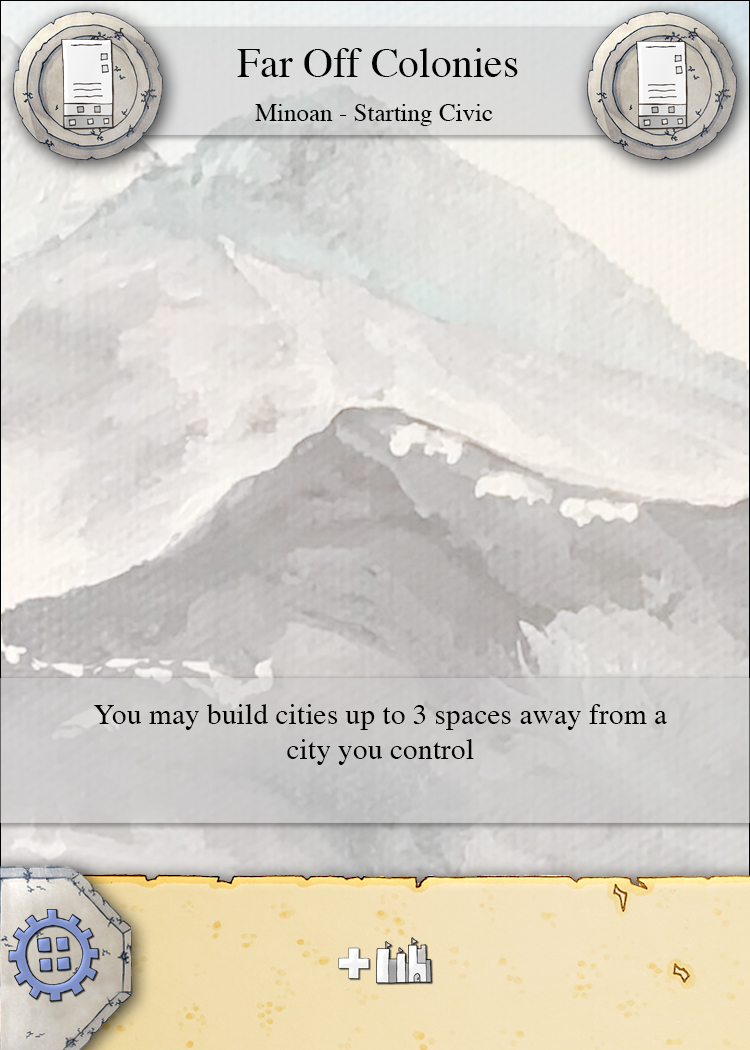 Far Off Colonies
Minoan - Starting Civic
You may build cities up to 3 spaces away from a
city you control